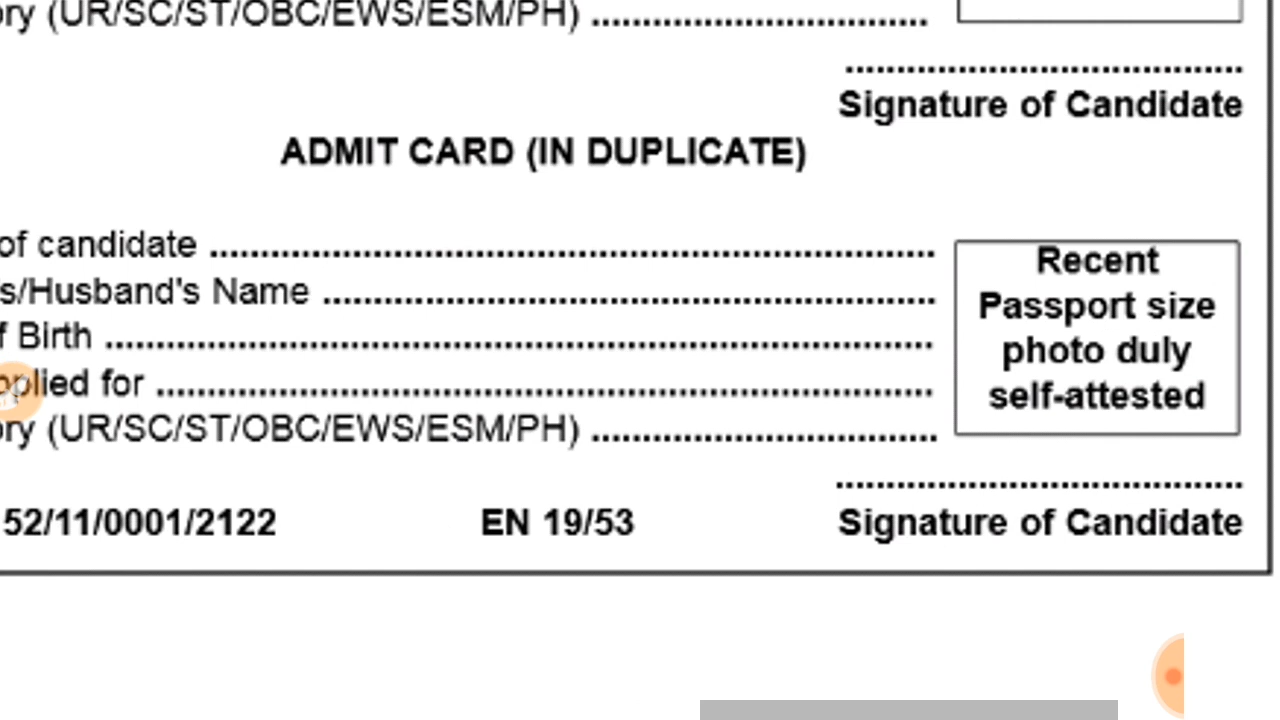 ory (UR/SC/ST/OBC/EWS/ESM/PH) ..................................
........................................
Signature of Candidate
ADMIT CARD (IN DUPLICATE)
of candidate ..........................................................................
s/Husband's Name ..............................................................
f Birth ....................................................................................
pplied for ...............................................................................
ory (UR/SC/ST/OBC/EWS/ESM/PH) ...................................
Recent
Passport size
photo duly
self-attested
.........................................
52/11/0001/2122 EN 19/53 Signature of Candidate